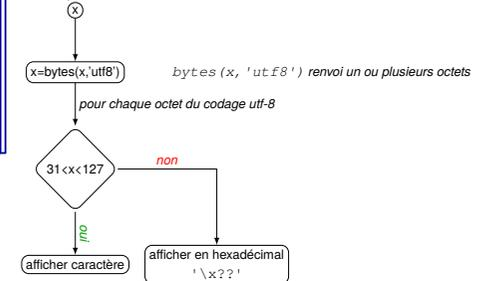 x
x=bytes(x,'utf8')
bytes(x,'utf8') renvoi un ou plusieurs octets
pour chaque octet du codage utf-8
31<x<127
non
oui
afficher caractère
afficher en hexadécimal
'\x??'